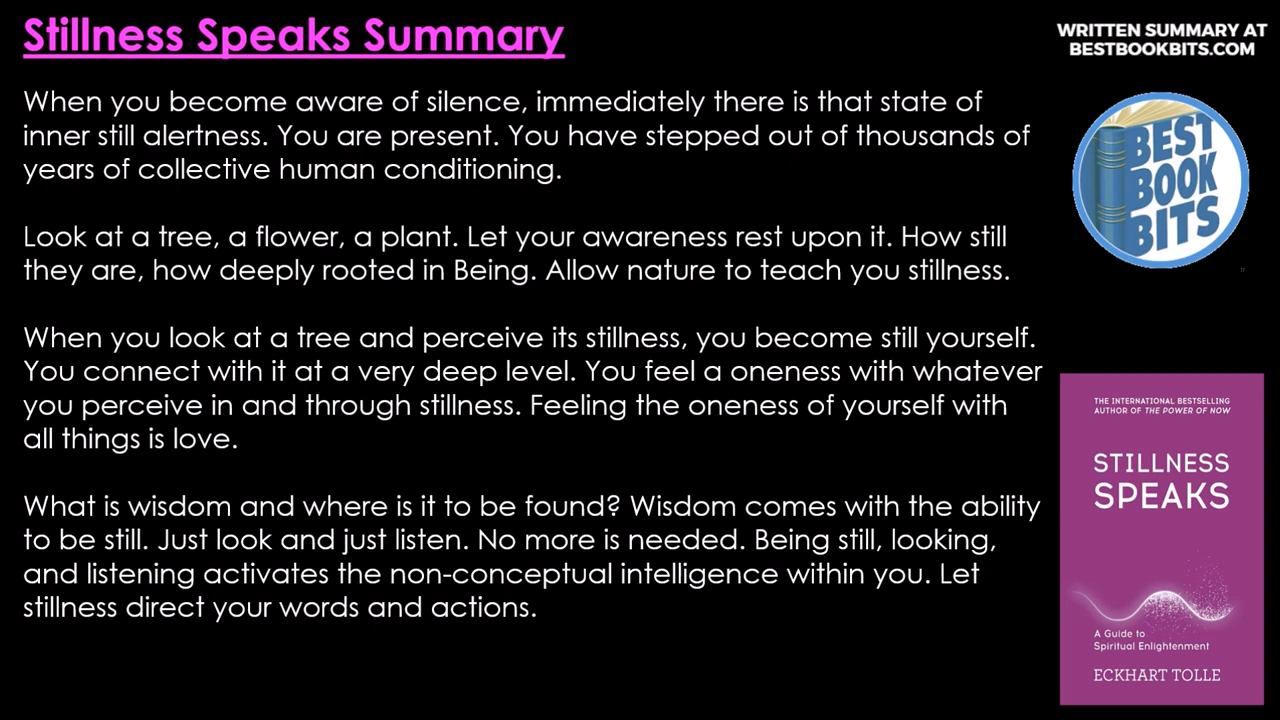 Stillness Speaks Summary
When you become aware of silence, immediately there is that state of
inner still alertness. You are present. You have stepped out of thousands of
years of collective human conditioning.
Look at a tree, a flower, a plant. Let your awareness rest upon it. How still
they are, how deeply rooted in Being. Allow nature to teach you stillness.
When you look at a tree and perceive its stillness, you become still yourself.
You connect with it at a very deep level. You feel a oneness with whatever
you perceive in and through stillness. Feeling the oneness of yourself with
all things is love.
What is wisdom and where is it to be found? Wisdom comes with the ability
to be still. Just look and just listen. No more is needed. Being still, looking,
and listening activates the non-conceptual intelligence within you. Let
stillness direct your words and actions.
WRITTEN SUMMARY AT
BESTBOOKBITS.COM
BEST
BOOK
BITS
THE INTERNATIONAL BESTSELLING
AUTHOR OF THE POWER OF NOW
STILLNESS
SPEAKS
A Guide to
Spiritual Enlightenment
ECKHART TOLLE